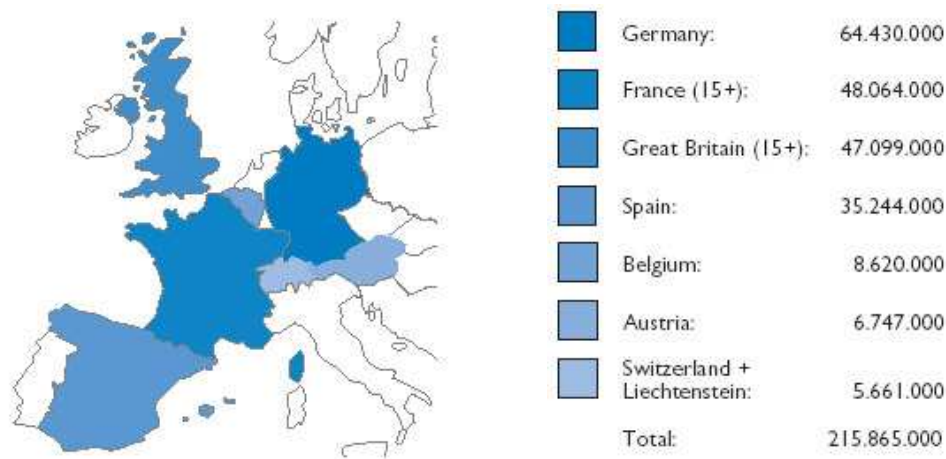 Germany: 64.430.000
France (15+): 48.064.000
Great Britain (15+): 47.099.000
Spain: 35.244.000
Belgium: 8.620.000
Austria: 6.747.000
Switzerland +
Liechtenstein: 5.661.000
Total: 215.865.000